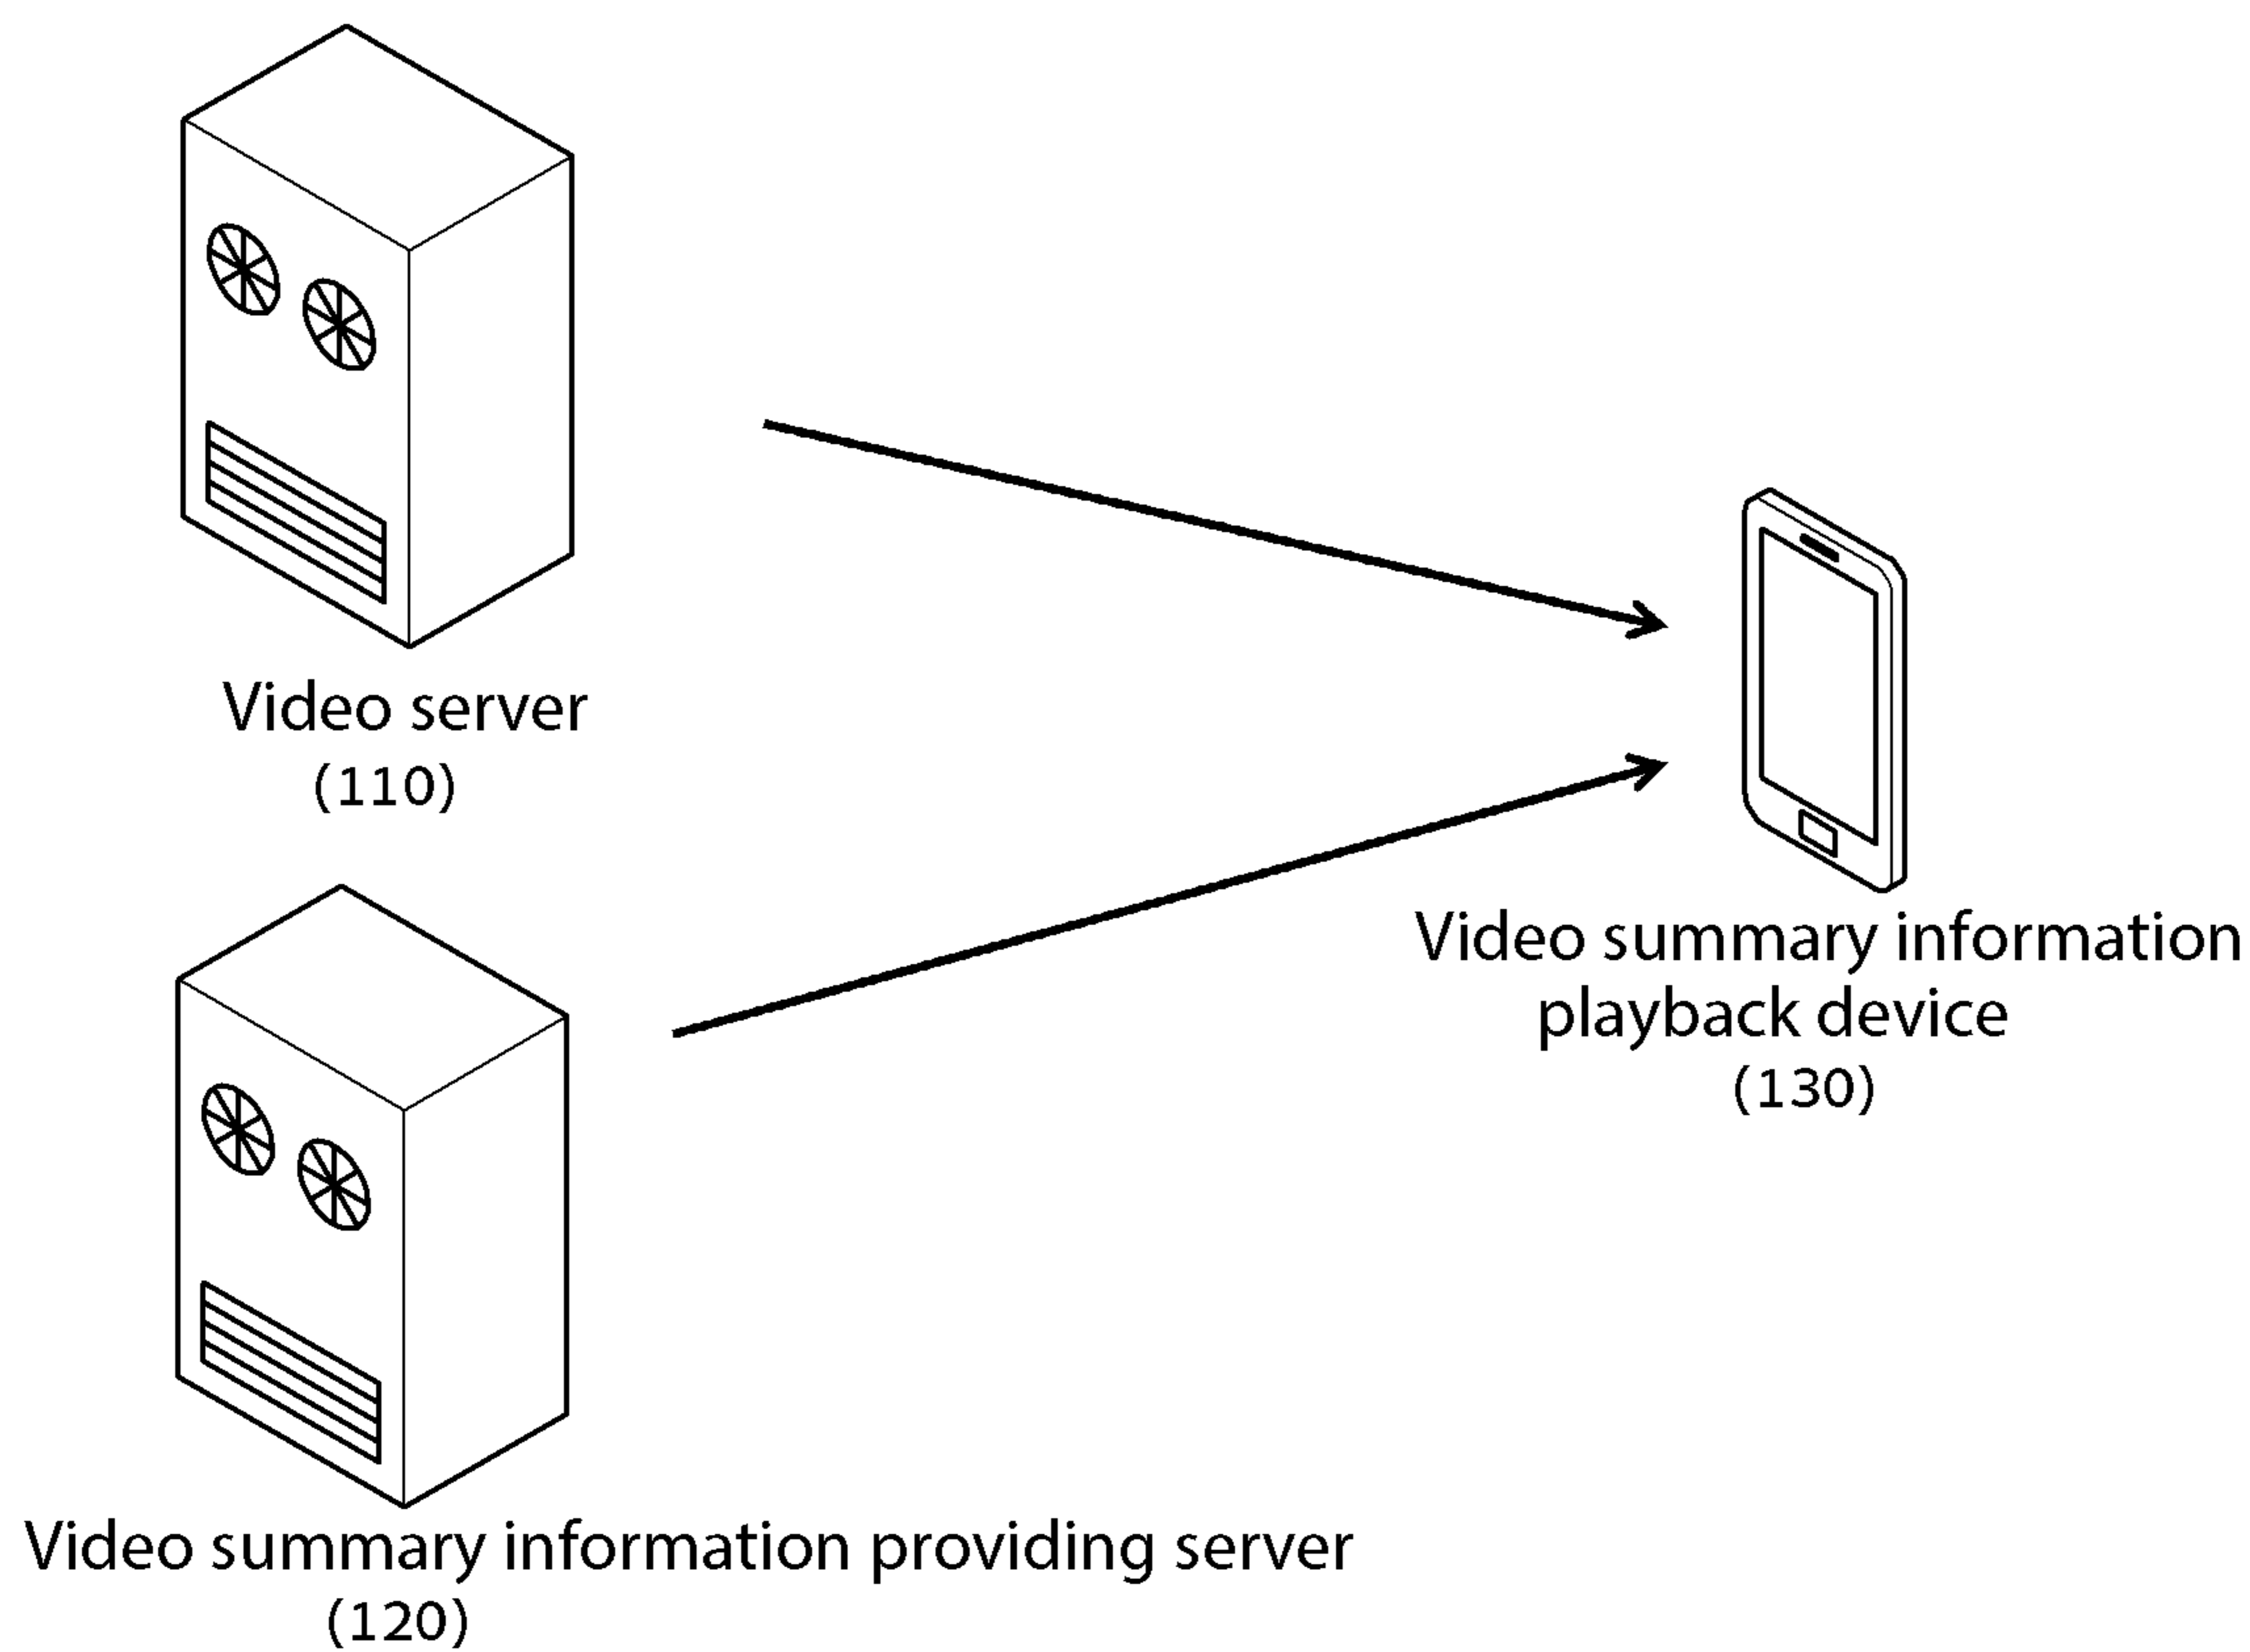 Video server
(110)
Video summary information
playback device
(130)
Video summary information providing server
(120)